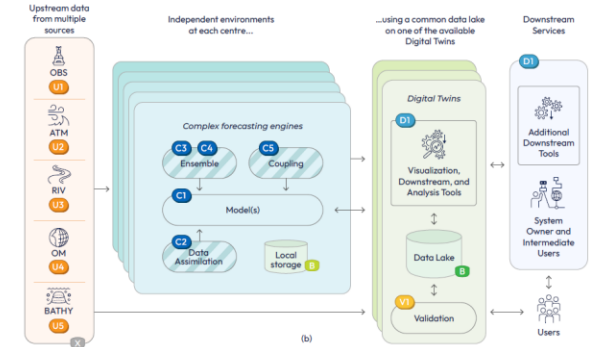 Upstream data
from multiple
sources
Independent environments
at each centre...
...using a common data lake
on one of the available
Digital Twins
Downstream
Services
OBS
U1
ATM
U2
RIV
U3
OM
U4
BATHY
U5
X
Complex forecasting engines
C3
C4
Ensemble
C5
Coupling
C1
Model(s)
C2
Data
Assimilation
Local
storage
B
Digital Twins
D1
Visualization,
Downstream, and
Analysis Tools
Data Lake
B
V1
Validation
D1
Additional
Downstream
Tools
System
Owner and
Intermediate
Users
Users
(b)